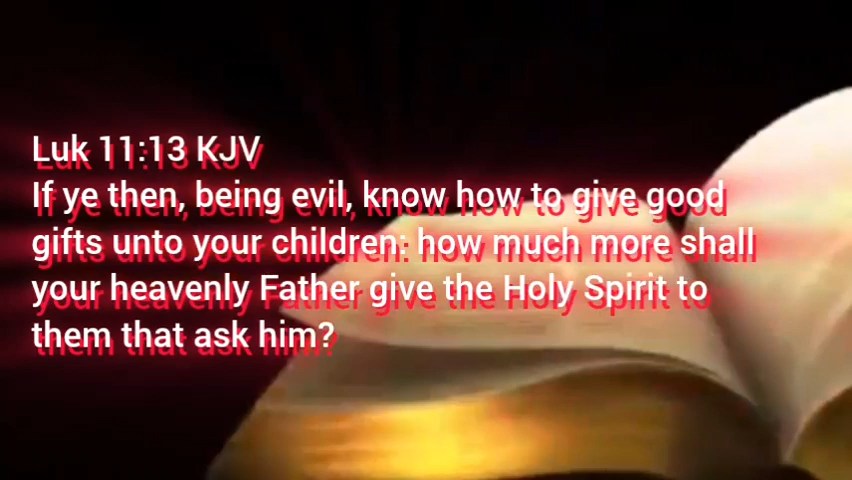 Luk 11:13 KJV
If ye then, being evil, know how to give good
gifts unto your children: how much more shall
your heavenly Father give the Holy Spirit to
them that ask him?